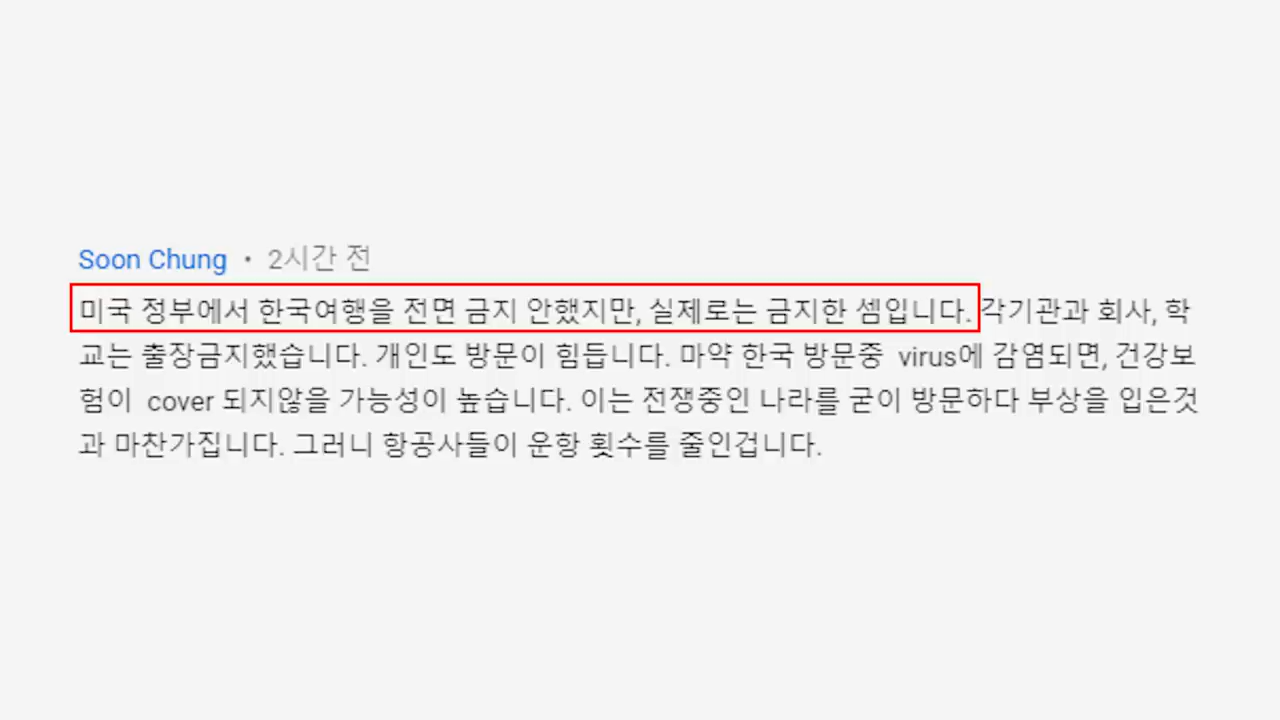 Soon Chung • 2시간 전
미국 정부에서 한국여행을 전면 금지 안했지만, 실제로는 금지한 셈입니다. 각기관과 회사, 학
교는 출장금지했습니다. 개인도 방문이 힘듭니다. 마약 한국 방문중 virus에 감염되면, 건강보
험이 cover 되지않을 가능성이 높습니다. 이는 전쟁중인 나라를 굳이 방문하다 부상을 입은것
과 마찬가집니다. 그러니 항공사들이 운항 횟수를 줄인겁니다.